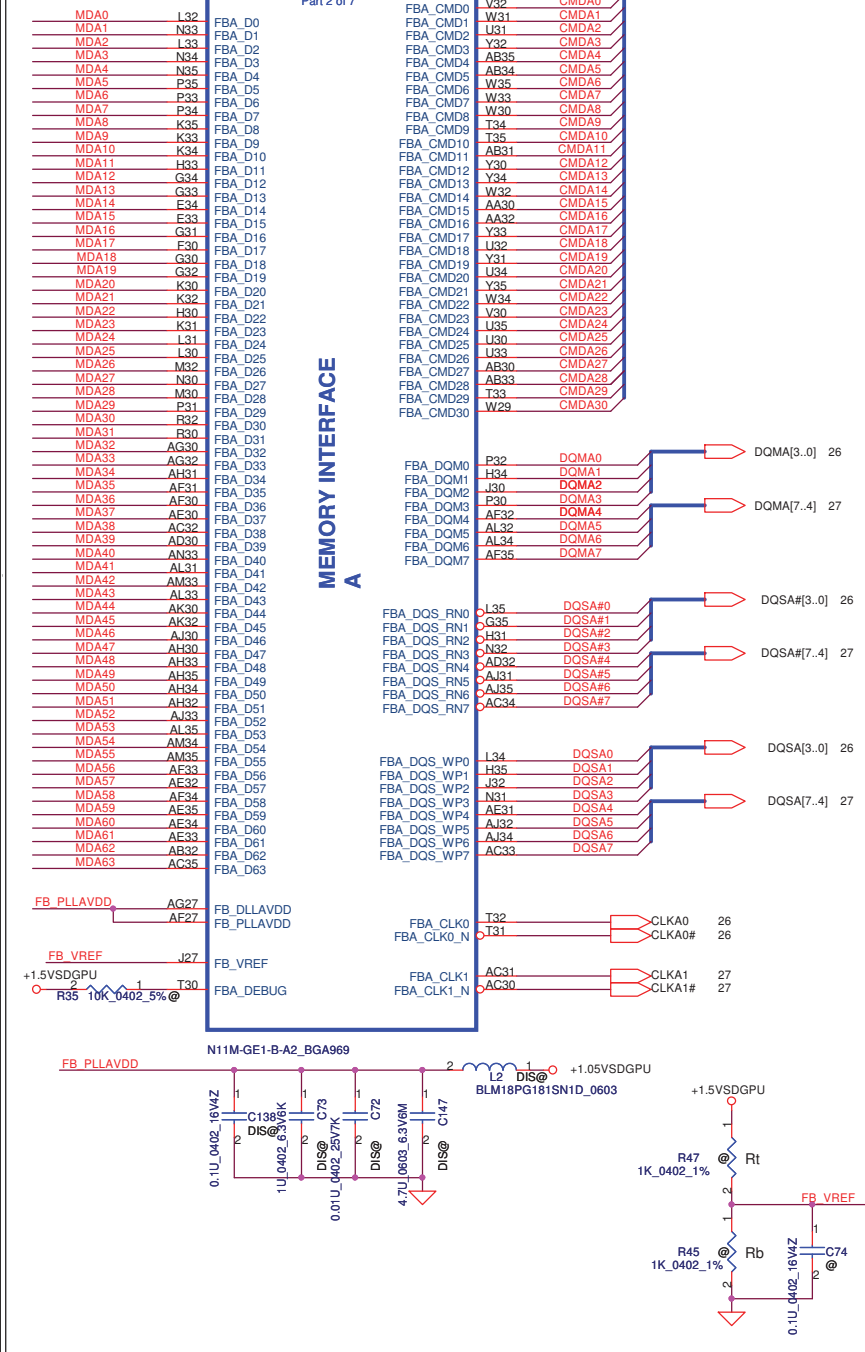 Part 2 of 7
MDA0 L32 FBA_D0
MDA1 N33 FBA_D1
MDA2 L33 FBA_D2
MDA3 N34 FBA_D3
MDA4 N35 FBA_D4
MDA5 P35 FBA_D5
MDA6 P33 FBA_D6
MDA7 P34 FBA_D7
MDA8 K35 FBA_D8
MDA9 K33 FBA_D9
MDA10 K34 FBA_D10
MDA11 H33 FBA_D11
MDA12 G34 FBA_D12
MDA13 G33 FBA_D13
MDA14 E34 FBA_D14
MDA15 E33 FBA_D15
MDA16 G31 FBA_D16
MDA17 F30 FBA_D17
MDA18 G30 FBA_D18
MDA19 G32 FBA_D19
MDA20 K30 FBA_D20
MDA21 K32 FBA_D21
MDA22 H30 FBA_D22
MDA23 K31 FBA_D23
MDA24 L31 FBA_D24
MDA25 L30 FBA_D25
MDA26 M32 FBA_D26
MDA27 N30 FBA_D27
MDA28 M30 FBA_D28
MDA29 P31 FBA_D29
MDA30 R32 FBA_D30
MDA31 R30 FBA_D31
MDA32 AG30 FBA_D32
MDA33 AG32 FBA_D33
MDA34 AH31 FBA_D34
MDA35 AF31 FBA_D35
MDA36 AF30 FBA_D36
MDA37 AE30 FBA_D37
MDA38 AC32 FBA_D38
MDA39 AD30 FBA_D39
MDA40 AN33 FBA_D40
MDA41 AL31 FBA_D41
MDA42 AM33 FBA_D42
MDA43 AL33 FBA_D43
MDA44 AK30 FBA_D44
MDA45 AK32 FBA_D45
MDA46 AJ30 FBA_D46
MDA47 AH30 FBA_D47
MDA48 AH33 FBA_D48
MDA49 AH35 FBA_D49
MDA50 AH34 FBA_D50
MDA51 AH32 FBA_D51
MDA52 AJ33 FBA_D52
MDA53 AL35 FBA_D53
MDA54 AM34 FBA_D54
MDA55 AM35 FBA_D55
MDA56 AF33 FBA_D56
MDA57 AE32 FBA_D57
MDA58 AF34 FBA_D58
MDA59 AE35 FBA_D59
MDA60 AE34 FBA_D60
MDA61 AE33 FBA_D61
MDA62 AB32 FBA_D62
MDA63 AC35 FBA_D63
FB_PLLAVDD AG27 FB_DLLAVDD
AF27 FB_PLLAVDD
FB_VREF J27 FB_VREF
+1.5VSDGPU
2 1 T30 FBA_DEBUG
R35 10K_0402_5% @
MEMORY INTERFACE
A
FBA_CMD0 V32 CMDA0
FBA_CMD1 W31 CMDA1
FBA_CMD2 U31 CMDA2
FBA_CMD3 Y32 CMDA3
FBA_CMD4 AB35 CMDA4
FBA_CMD5 AB34 CMDA5
FBA_CMD6 W35 CMDA6
FBA_CMD7 W33 CMDA7
FBA_CMD8 W30 CMDA8
FBA_CMD9 T34 CMDA9
FBA_CMD10 T35 CMDA10
FBA_CMD11 AB31 CMDA11
FBA_CMD12 Y30 CMDA12
FBA_CMD13 Y34 CMDA13
FBA_CMD14 W32 CMDA14
FBA_CMD15 AA30 CMDA15
FBA_CMD16 AA32 CMDA16
FBA_CMD17 Y33 CMDA17
FBA_CMD18 U32 CMDA18
FBA_CMD19 Y31 CMDA19
FBA_CMD20 U34 CMDA20
FBA_CMD21 Y35 CMDA21
FBA_CMD22 W34 CMDA22
FBA_CMD23 V30 CMDA23
FBA_CMD24 U35 CMDA24
FBA_CMD25 U30 CMDA25
FBA_CMD26 U33 CMDA26
FBA_CMD27 AB30 CMDA27
FBA_CMD28 AB33 CMDA28
FBA_CMD29 T33 CMDA29
FBA_CMD30 W29 CMDA30
FBA_DQM0 P32 DQMA0
FBA_DQM1 H34 DQMA1
FBA_DQM2 J30 DQMA2
FBA_DQM3 P30 DQMA3
FBA_DQM4 AF32 DQMA4
FBA_DQM5 AL32 DQMA5
FBA_DQM6 AL34 DQMA6
FBA_DQM7 AF35 DQMA7
DQMA[3..0] 26
DQMA[7..4] 27
FBA_DQS_RN0 L35 DQSA#0
FBA_DQS_RN1 G35 DQSA#1
FBA_DQS_RN2 H31 DQSA#2
FBA_DQS_RN3 N32 DQSA#3
FBA_DQS_RN4 AD32 DQSA#4
FBA_DQS_RN5 AJ31 DQSA#5
FBA_DQS_RN6 AJ35 DQSA#6
FBA_DQS_RN7 AC34 DQSA#7
DQSA#[3..0] 26
DQSA#[7..4] 27
FBA_DQS_WP0 L34 DQSA0
FBA_DQS_WP1 H35 DQSA1
FBA_DQS_WP2 J32 DQSA2
FBA_DQS_WP3 N31 DQSA3
FBA_DQS_WP4 AE31 DQSA4
FBA_DQS_WP5 AJ32 DQSA5
FBA_DQS_WP6 AJ34 DQSA6
FBA_DQS_WP7 AC33 DQSA7
DQSA[3..0] 26
DQSA[7..4] 27
FBA_CLK0 T32 CLKA0 26
FBA_CLK0_N T31 CLKA0# 26
FBA_CLK1 AC31 CLKA1 27
FBA_CLK1_N AC30 CLKA1# 27
N11M-GE1-B-A2_BGA969
FB_PLLAVDD
2 1 +1.05VSDGPU
L2 DIS@
BLM18PG181SN1D_0603
0.1U_0402_16V4Z 1 2 C138 DIS@
1U_0402_6.3V6K 1 2 C73 DIS@
0.01U_0402_25V7K 1 2 C72 DIS@
4.7U_0603_6.3V6M 1 2 C147 DIS@
+1.5VSDGPU
1
R47 @ Rt
1K_0402_1%
2
FB_VREF
1
R45 @ Rb
1K_0402_1%
2
0.1U_0402_16V4Z 1 2 C74 @